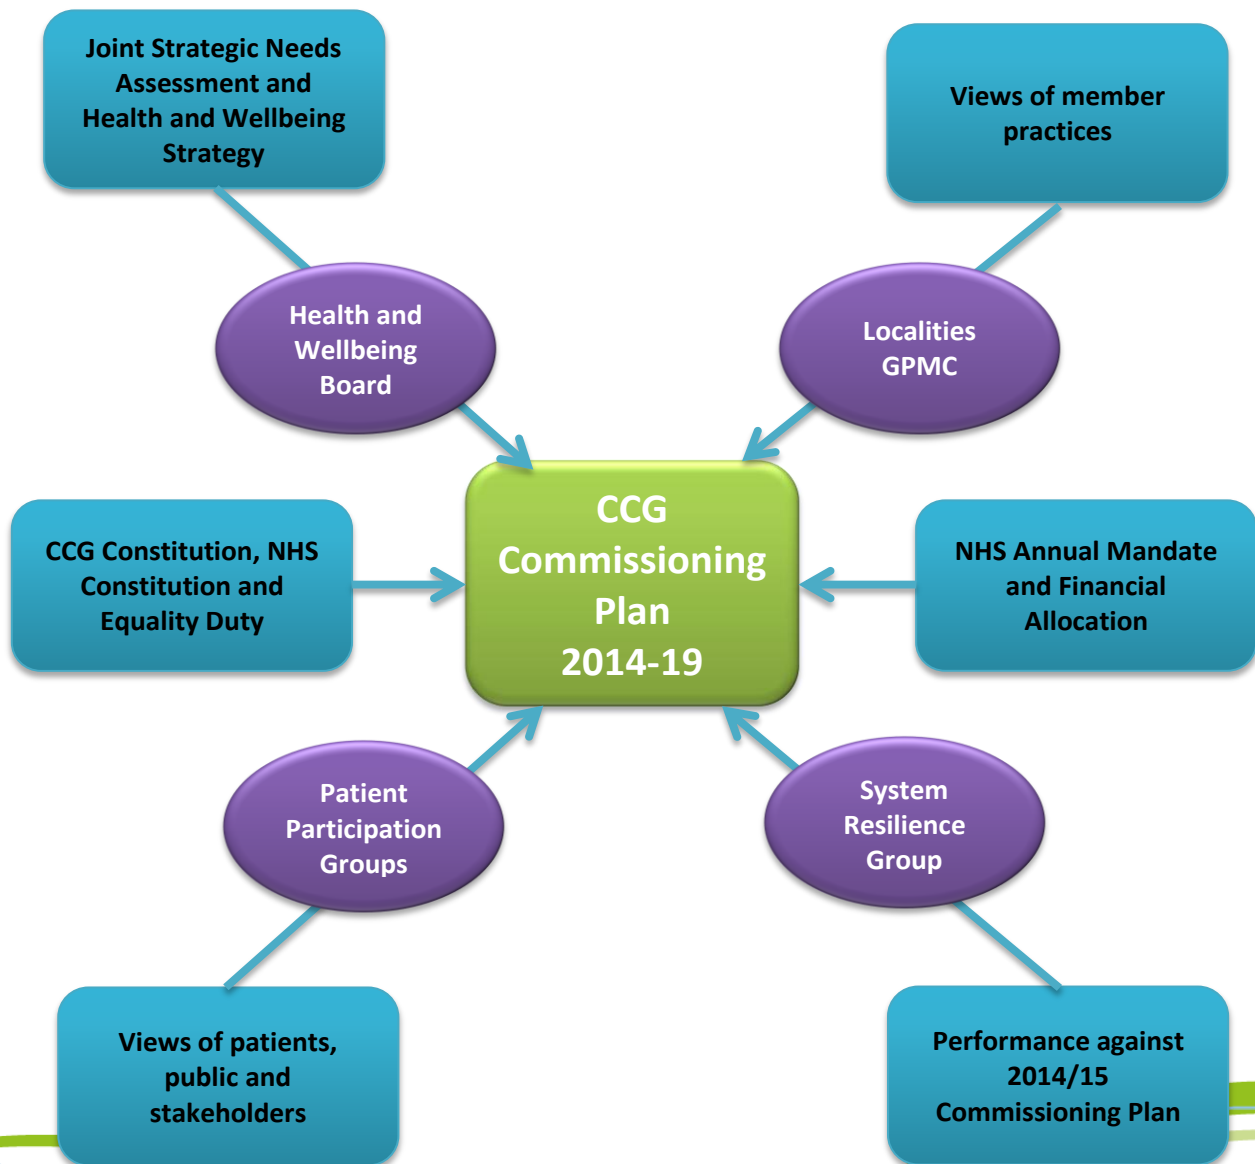 Joint Strategic Needs
Assessment and
Health and Wellbeing
Strategy
Views of member
practices
Health and
Wellbeing
Board
Localities
GPMC
CCG
Commissioning
Plan
2014-19
CCG Constitution, NHS
Constitution and
Equality Duty
NHS Annual Mandate
and Financial
Allocation
Patient
Participation
Groups
System
Resilience
Group
Views of patients,
public and
stakeholders
Performance against
2014/15
Commissioning Plan